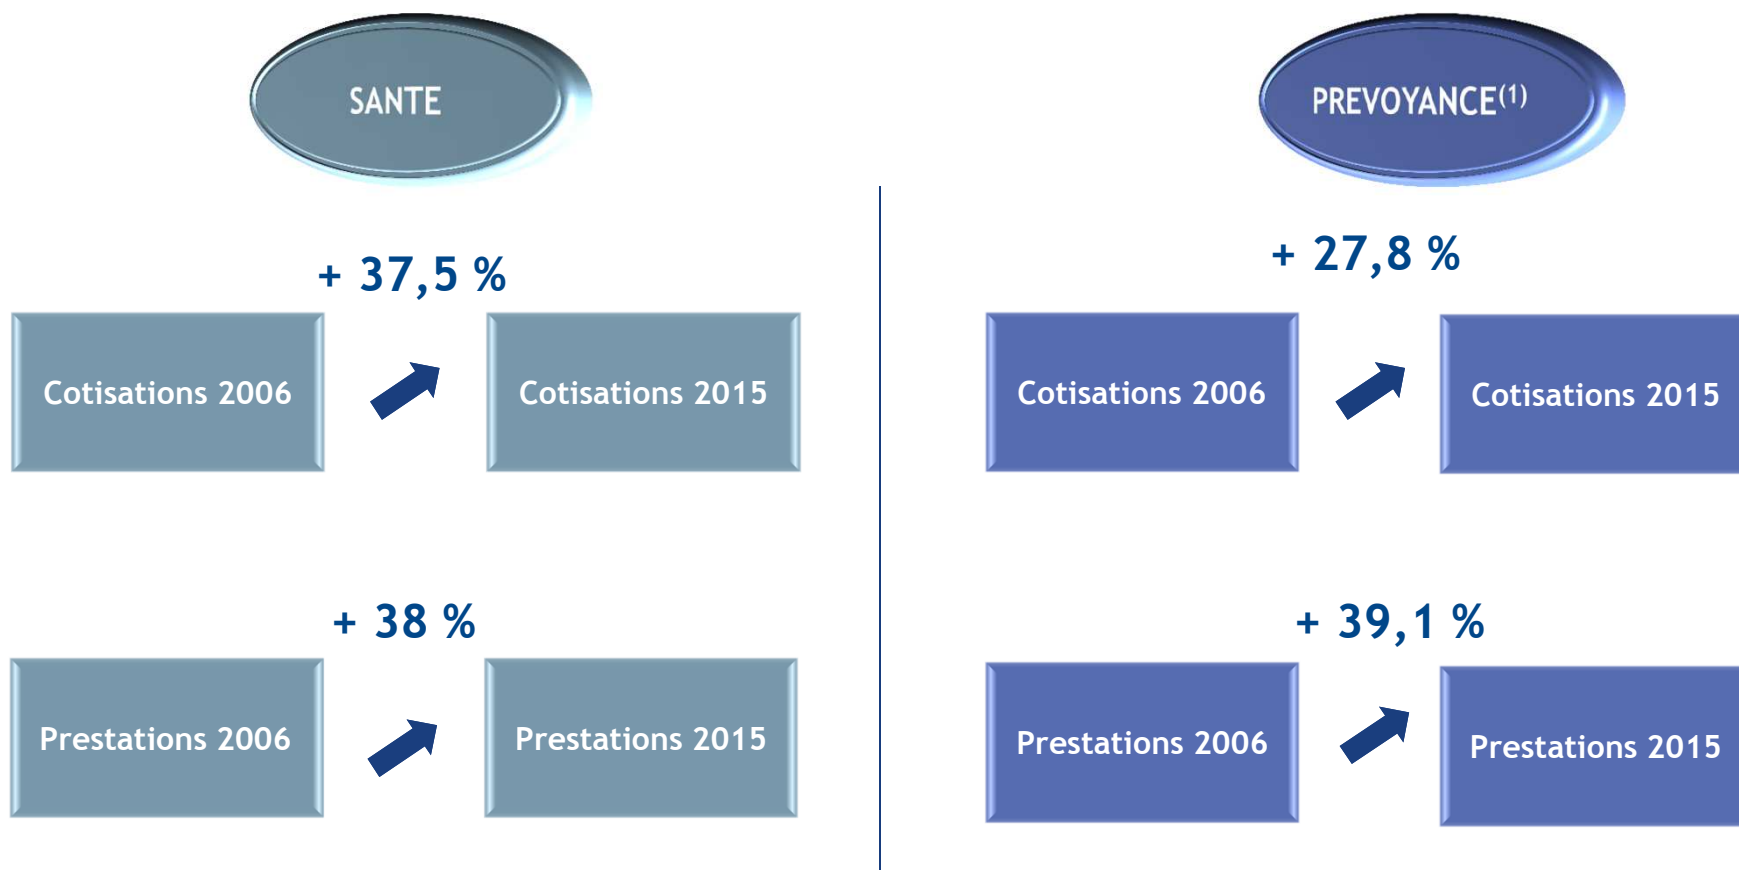 SANTE
PREVOYANCE(1)
+ 37,5 %
Cotisations 2006
Cotisations 2015
+ 38 %
Prestations 2006
Prestations 2015
+ 27,8 %
Cotisations 2006
Cotisations 2015
+ 39,1 %
Prestations 2006
Prestations 2015